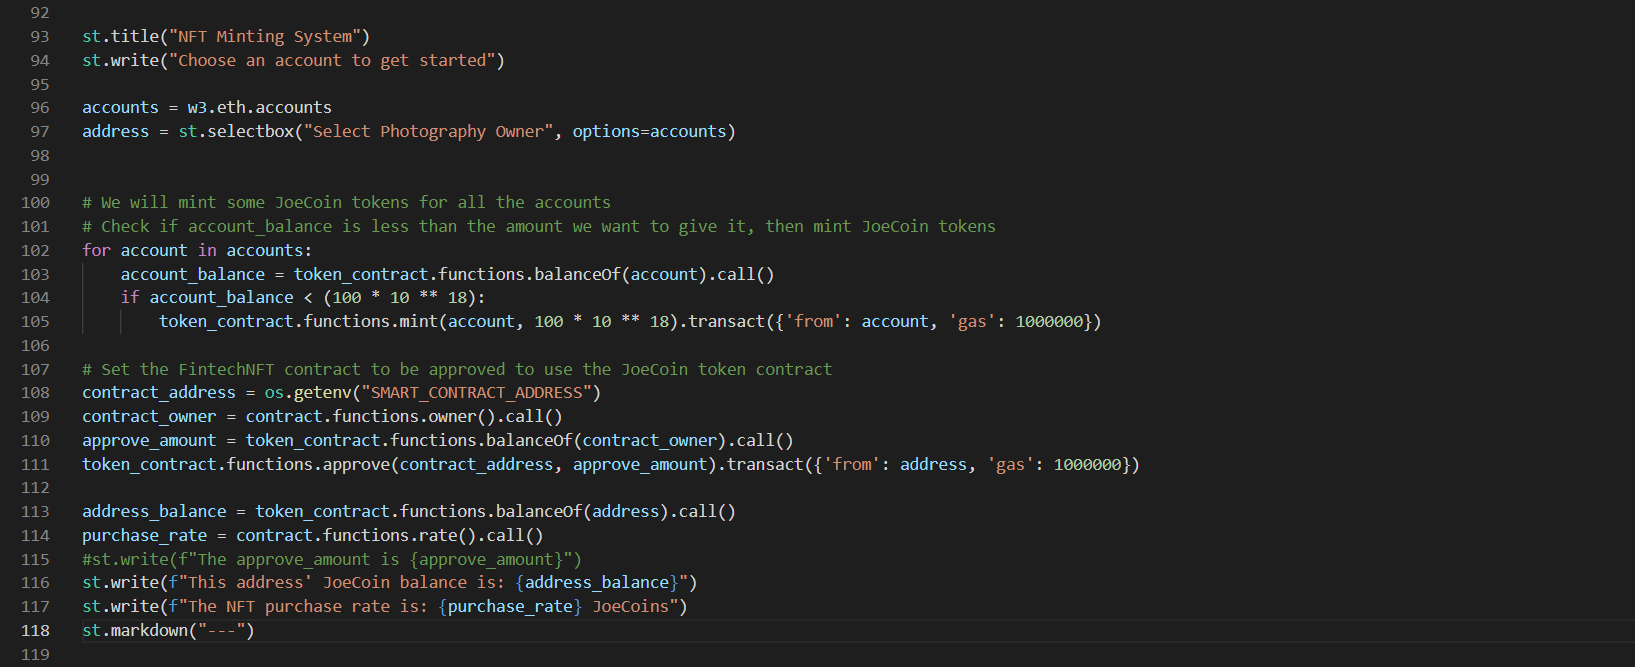 92
93 st.title("NFT Minting System")
94 st.write("Choose an account to get started")
95
96 accounts = w3.eth.accounts
97 address = st.selectbox("Select Photography Owner", options=accounts)
98
99
100 # We will mint some JoeCoin tokens for all the accounts
101 # Check if account_balance is less than the amount we want to give it, then mint JoeCoin tokens
102 for account in accounts:
103     account_balance = token_contract.functions.balanceOf(account).call()
104     if account_balance < (100 * 10 ** 18):
105         token_contract.functions.mint(account, 100 * 10 ** 18).transact({'from': account, 'gas': 1000000})
106
107 # Set the FintechNFT contract to be approved to use the JoeCoin token contract
108 contract_address = os.getenv("SMART_CONTRACT_ADDRESS")
109 contract_owner = contract.functions.owner().call()
110 approve_amount = token_contract.functions.balanceOf(contract_owner).call()
111 token_contract.functions.approve(contract_address, approve_amount).transact({'from': address, 'gas': 1000000})
112
113 address_balance = token_contract.functions.balanceOf(address).call()
114 purchase_rate = contract.functions.rate().call()
115 #st.write(f"The approve_amount is {approve_amount}")
116 st.write(f"This address' JoeCoin balance is: {address_balance}")
117 st.write(f"The NFT purchase rate is: {purchase_rate} JoeCoins")
118 st.markdown("---")
119